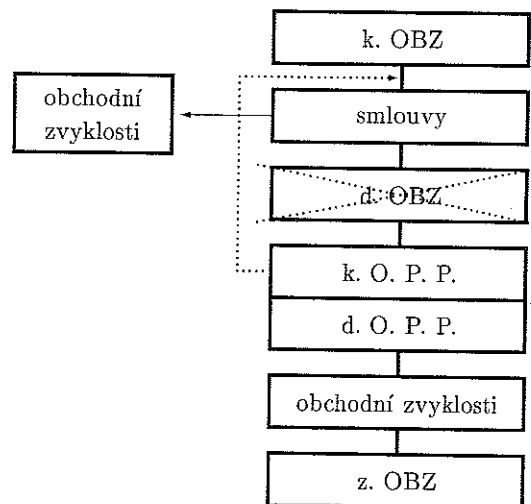 k. OBZ
obchodní
zvyklosti
smlouvy
d. OBZ
k. O. P. P.
d. O. P. P.
obchodní zvyklosti
z. OBZ